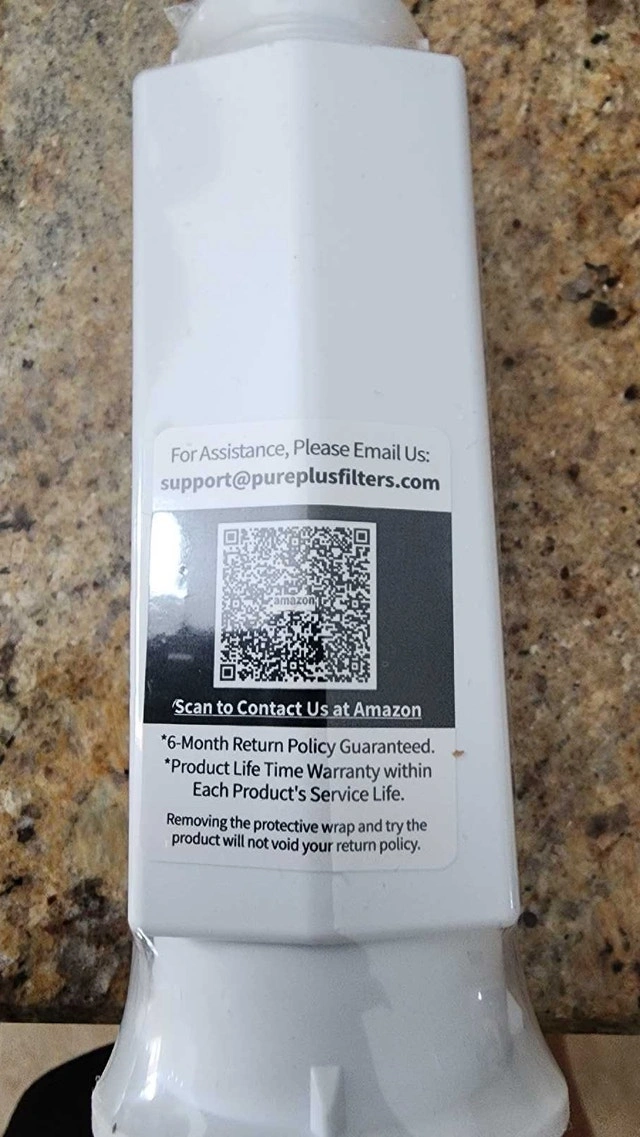 For Assistance, Please Email Us:
support@pureplusfilters.com
amazon
Scan to Contact Us at Amazon
*6-Month Return Policy Guaranteed.
*Product Life Time Warranty within
Each Product's Service Life.
Removing the protective wrap and try the
product will not void your return policy.